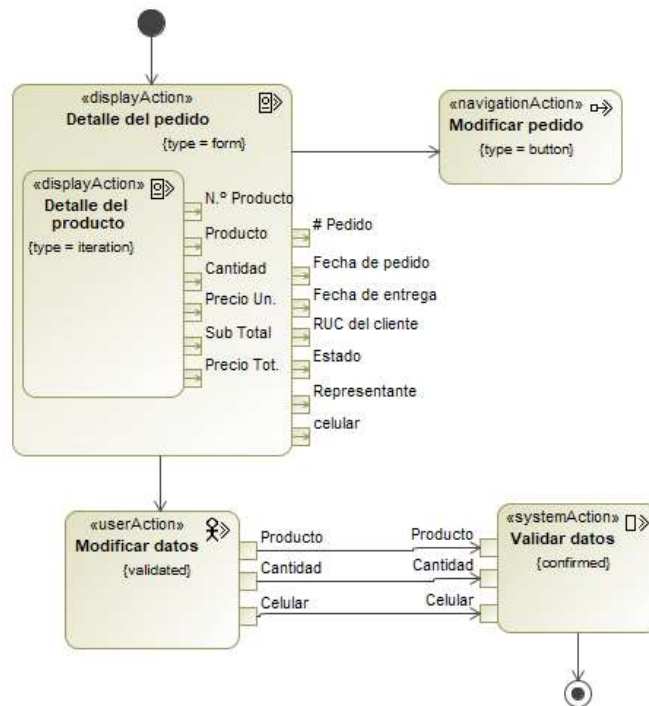 «displayAction»
Detalle del pedido
{type = form}
«navigationAction»
Modificar pedido
{type = button}
«displayAction»
Detalle del
producto
{type = iteration}
N.º Producto
Producto
Cantidad
Precio Un.
Sub Total
Precio Tot.
# Pedido
Fecha de pedido
Fecha de entrega
RUC del cliente
Estado
Representante
celular
«userAction»
Modificar datos
{validated}
Producto
Cantidad
Celular
Producto
Cantidad
Celular
«systemAction»
Validar datos
{confirmed}